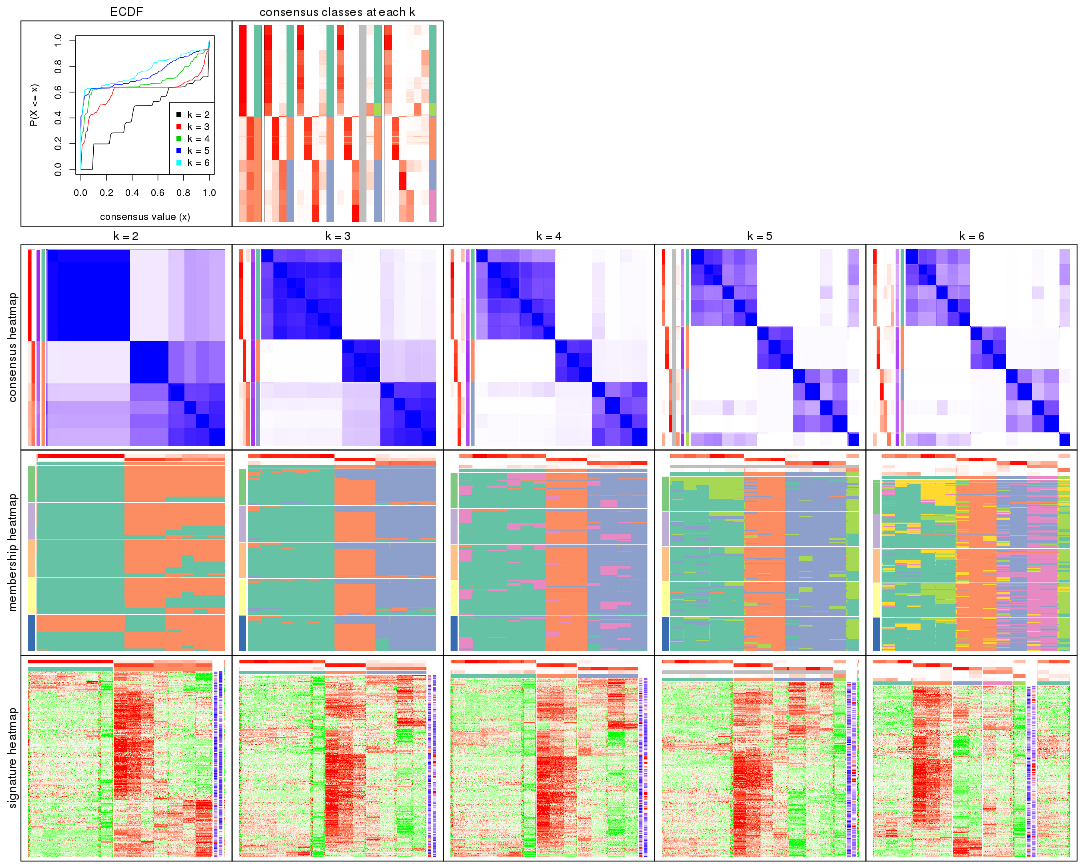 ECDF
consensus classes at each k
P(X <= x)
0.0 0.2 0.4 0.6 0.8 1.0
k = 2
k = 3
k = 4
k = 5
k = 6
0.0 0.2 0.4 0.6 0.8 1.0
consensus value (x)
k = 2
k = 3
k = 4
k = 5
k = 6
consensus heatmap
membership heatmap
signature heatmap